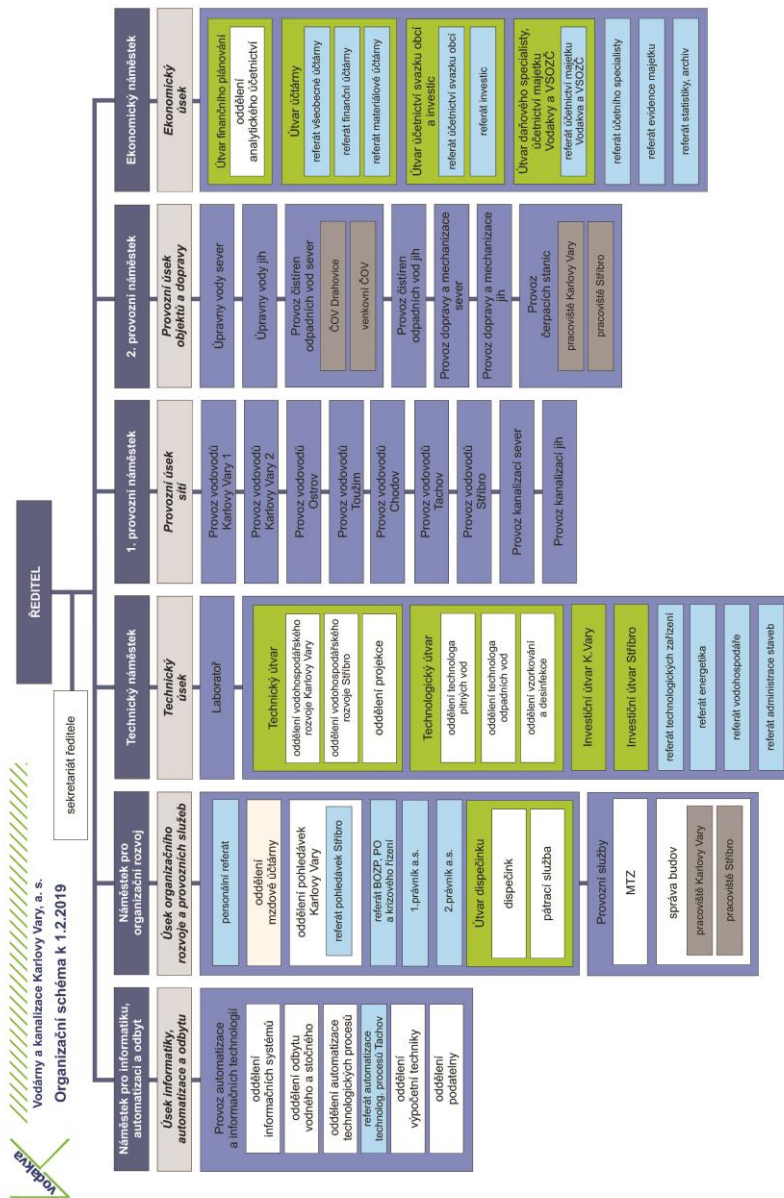 vodakva
Vodárny a kanalizace Karlovy Vary, a. s.
Organizační schéma k 1.2.2019
ŘEDITEL
sekretariát ředitele
Náměstek pro informatiku,
automatizaci a odbyt
Úsek informatiky,
automatizace a odbytu
Provoz automatizace
a informačních technologií
oddělení
informačních systémů
oddělení odbytu
vodného a stočného
oddělení automatizace
technologických procesů
referát automatizace
technolog. procesů Tachov
oddělení
výpočetní techniky
oddělení
podatelny
Náměstek pro
organizační rozvoj
Úsek organizačního
rozvoje a provozních služeb
personální referát
oddělení
mzdové účtárny
oddělení pohledávek
Karlovy Vary
referát pohledávek Stříbro
referát BOZP, PO
a krizového řízení
1.právník a.s.
2.právník a.s.
Útvar dispečinku
dispečink
pátrací služba
Provozní služby
MTZ
správa budov
pracoviště Karlovy Vary
pracoviště Stříbro
Technický náměstek
Technický
úsek
Laboratoř
Technický útvar
oddělení vodohospodářského
rozvoje Karlovy Vary
oddělení vodohospodářského
rozvoje Stříbro
oddělení projekce
Technologický útvar
oddělení technologa
pitných vod
oddělení technologa
odpadních vod
oddělení vzorkování
a desinfekce
Investiční útvar K.Vary
Investiční útvar Stříbro
referát technologických zařízení
referát energetika
referát vodohospodáře
referát administrace staveb
1. provozní náměstek
Provozní úsek
sítí
Provoz vodovodů
Karlovy Vary 1
Provoz vodovodů
Karlovy Vary 2
Provoz vodovodů
Ostrov
Provoz vodovodů
Toužim
Provoz vodovodů
Chodov
Provoz vodovodů
Tachov
Provoz vodovodů
Stříbro
Provoz kanalizací sever
Provoz kanalizací jih
2. provozní náměstek
Provozní úsek
objektů a dopravy
Úpravny vody sever
Úpravny vody jih
Provoz čistíren
odpadních vod sever
ČOV Drahovice
venkovní ČOV
Provoz čistíren
odpadních vod jih
Provoz dopravy a mechanizace
sever
Provoz dopravy a mechanizace
jih
Provoz
čerpacích stanic
pracoviště Karlovy Vary
pracoviště Stříbro
Ekonomický náměstek
Ekonomický
úsek
Útvar finančního plánování
oddělení
analytického účetnictví
Útvar účtárny
referát všeobecné účtárny
referát finanční účtárny
referát materiálové účtárny
Útvar účetnictví svazku obcí
a investic
referát účetnictví svazku obcí
referát investic
Útvar daňového specialisty,
účetnictví majetku
Vodakvy a VSOZČ
referát účetnictví majetku
Vodakva a VSOZČ
referát účetního specialisty
referát evidence majetku
referát statistiky, archiv